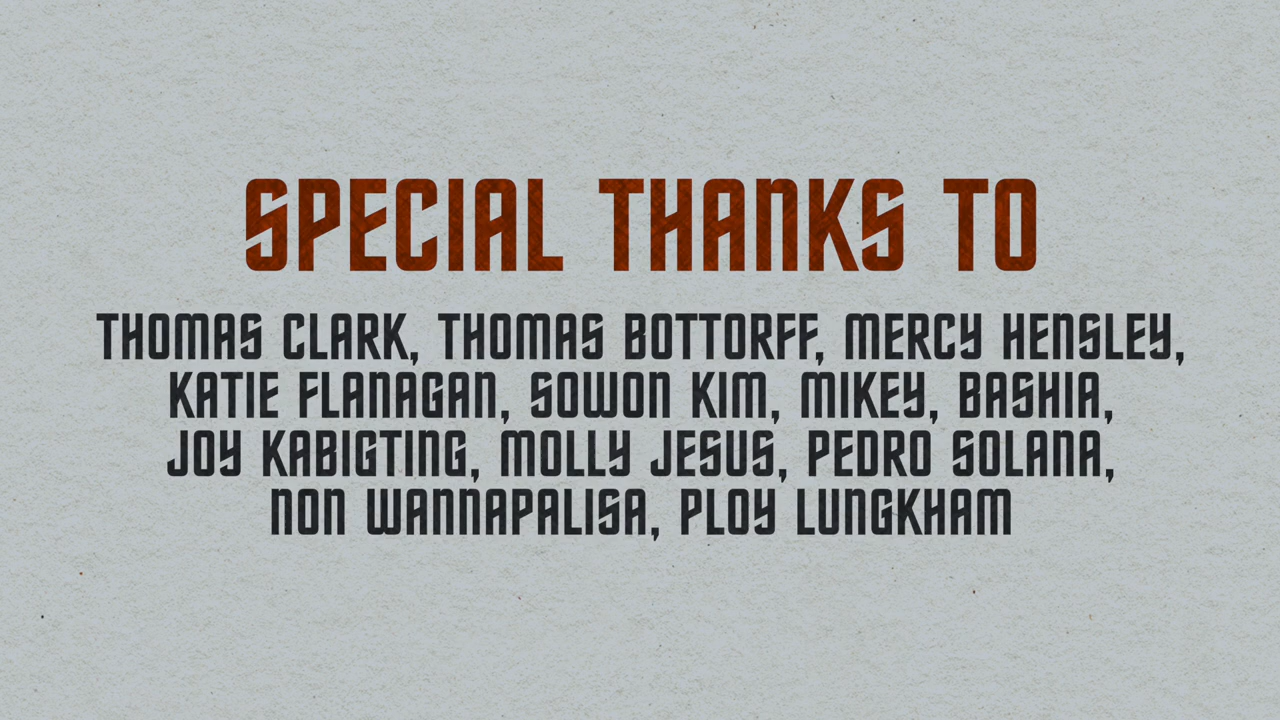 SPECIAL THANKS TO
THOMAS CLARK, THOMAS BOTTORFF, MERCY HENSLEY,
KATIE FLANAGAN, SOWON KIM, MIKEY, BASHIA,
JOY KABIGTING, MOLLY JESUS, PEDRO SOLANA,
NON WANNAPALISA, PLOY LUNGKHAM